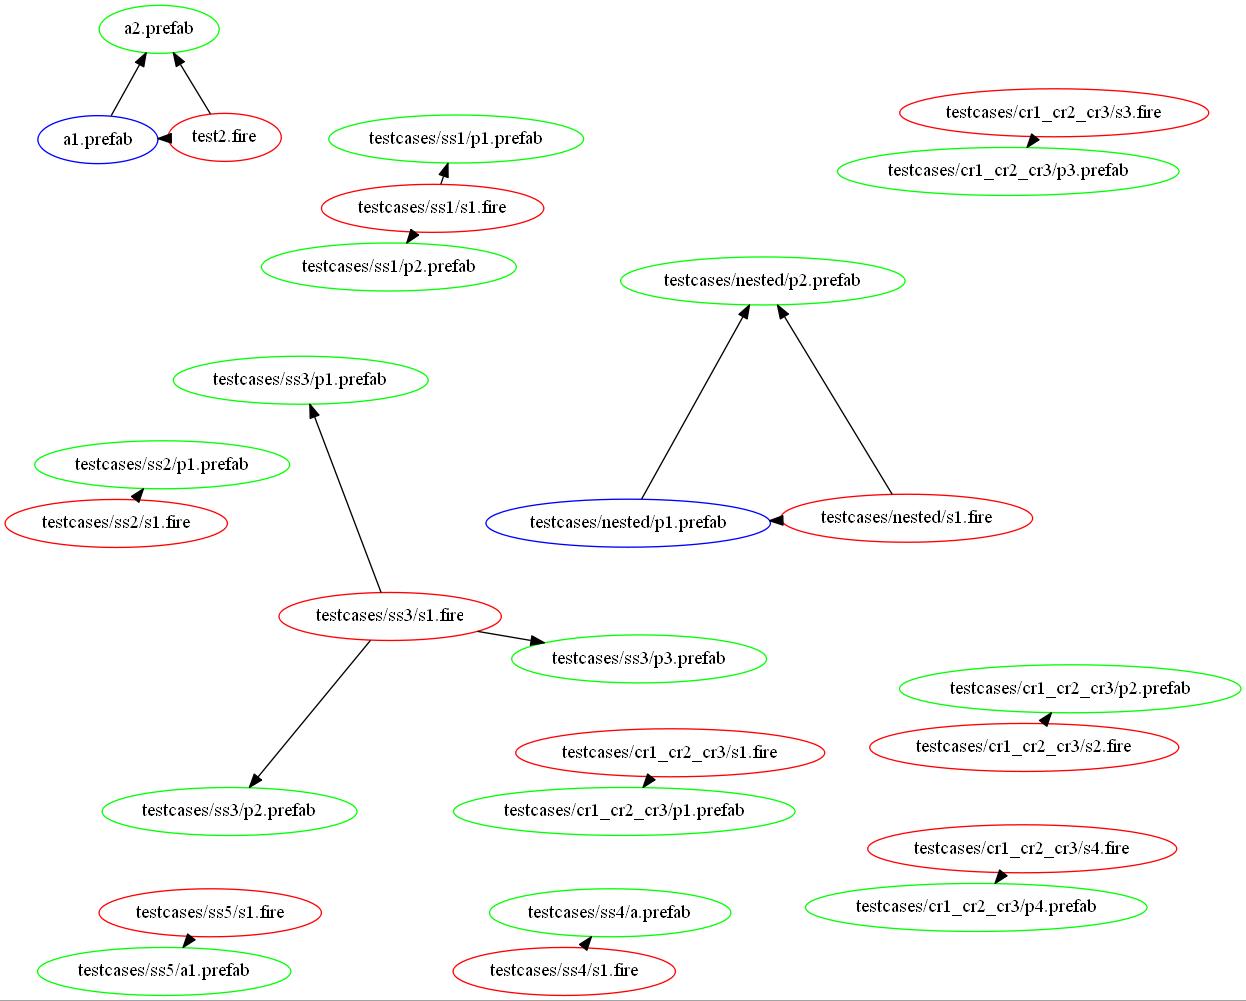 a2.prefab
a1.prefab
test2.fire
testcases/cr1_cr2_cr3/s3.fire
testcases/ss1/p1.prefab
testcases/cr1_cr2_cr3/p3.prefab
testcases/ss1/s1.fire
testcases/ss1/p2.prefab
testcases/nested/p2.prefab
testcases/ss3/p1.prefab
testcases/ss2/p1.prefab
testcases/ss2/s1.fire
testcases/nested/p1.prefab
testcases/nested/s1.fire
testcases/ss3/s1.fire
testcases/ss3/p3.prefab
testcases/cr1_cr2_cr3/p2.prefab
testcases/cr1_cr2_cr3/s1.fire
testcases/cr1_cr2_cr3/s2.fire
testcases/ss3/p2.prefab
testcases/cr1_cr2_cr3/p1.prefab
testcases/cr1_cr2_cr3/s4.fire
testcases/cr1_cr2_cr3/p4.prefab
testcases/ss5/s1.fire
testcases/ss4/a.prefab
testcases/ss5/a1.prefab
testcases/ss4/s1.fire